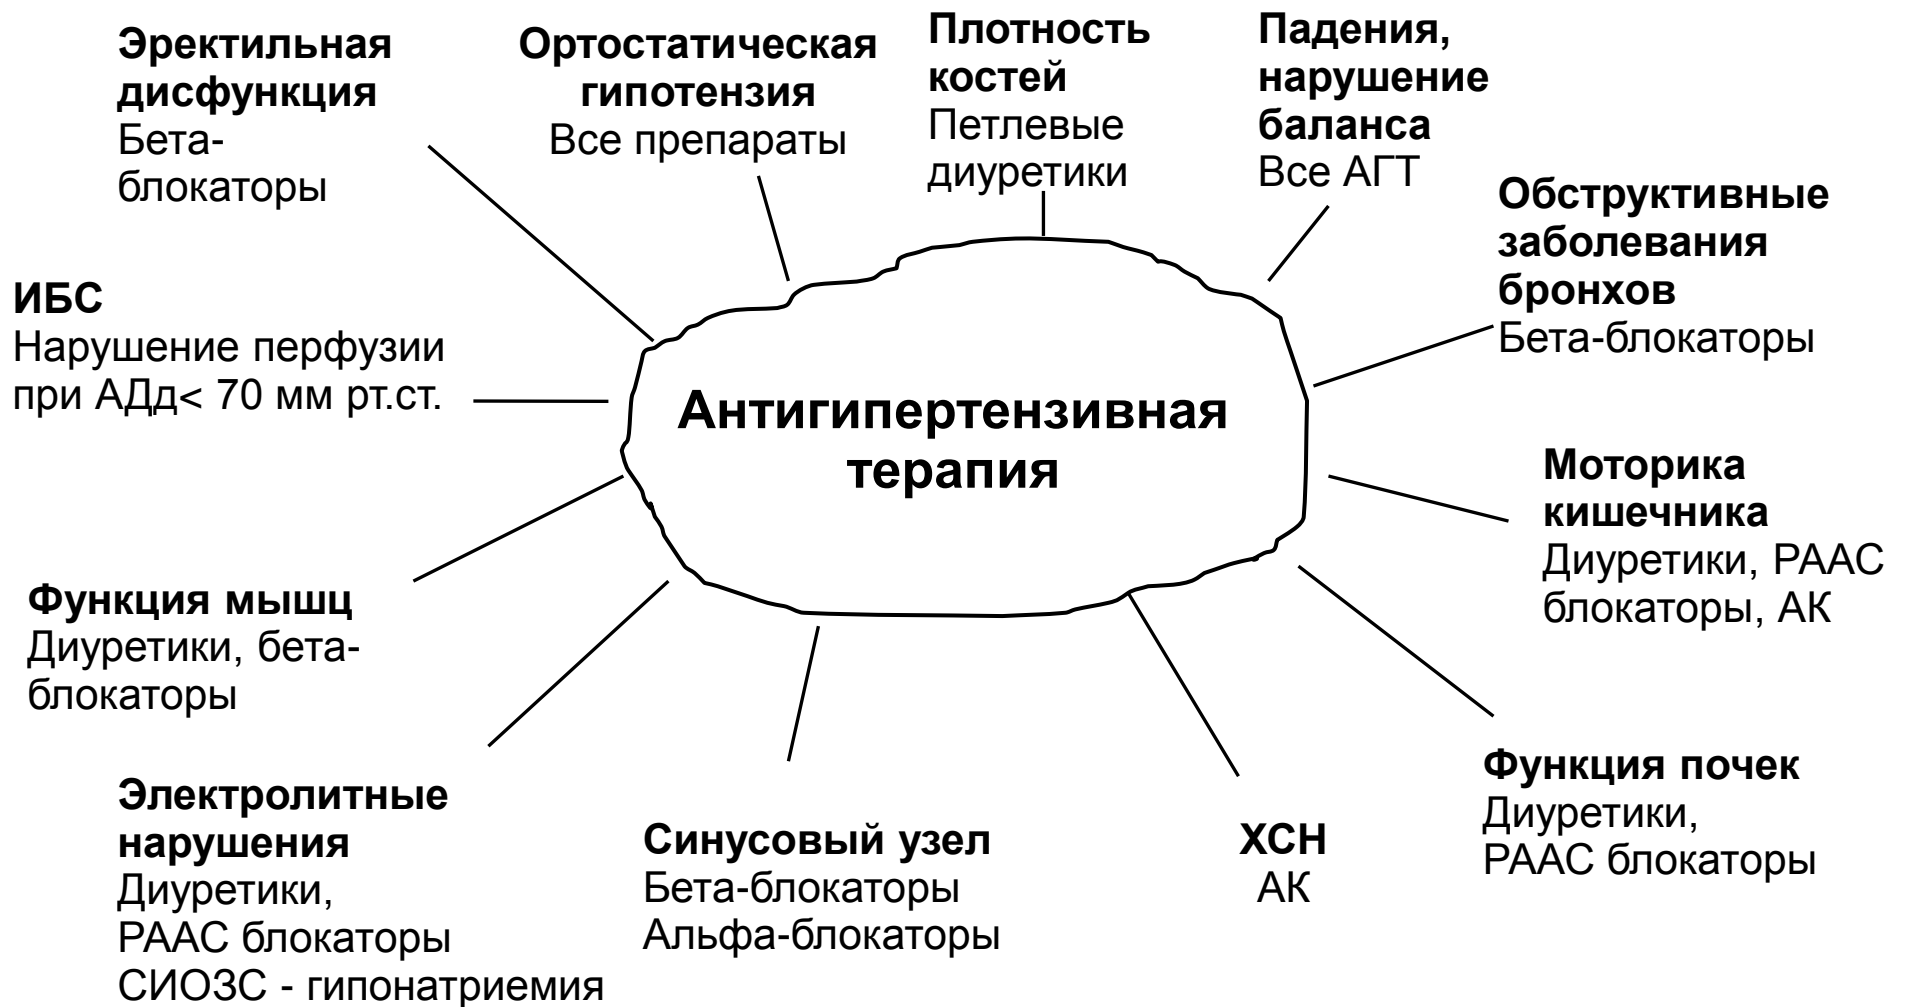 Эректильная
дисфункция
Бета-
блокаторы
Ортостатическая
гипотензия
Все препараты
Плотность
костей
Петлевые
диуретики
Падения,
нарушение
баланса
Все АГТ
Обструктивные
заболевания
бронхов
Бета-блокаторы
ИБС
Нарушение перфузии
при АДд< 70 мм рт.ст.
Антигипертензивная
терапия
Моторика
кишечника
Диуретики, РААС
блокаторы, АК
Функция мышц
Диуретики, бета-
блокаторы
Электролитные
нарушения
Диуретики,
РААС блокаторы
СИОЗС - гипонатриемия
Синусовый узел
Бета-блокаторы
Альфа-блокаторы
ХСН
АК
Функция почек
Диуретики,
РААС блокаторы